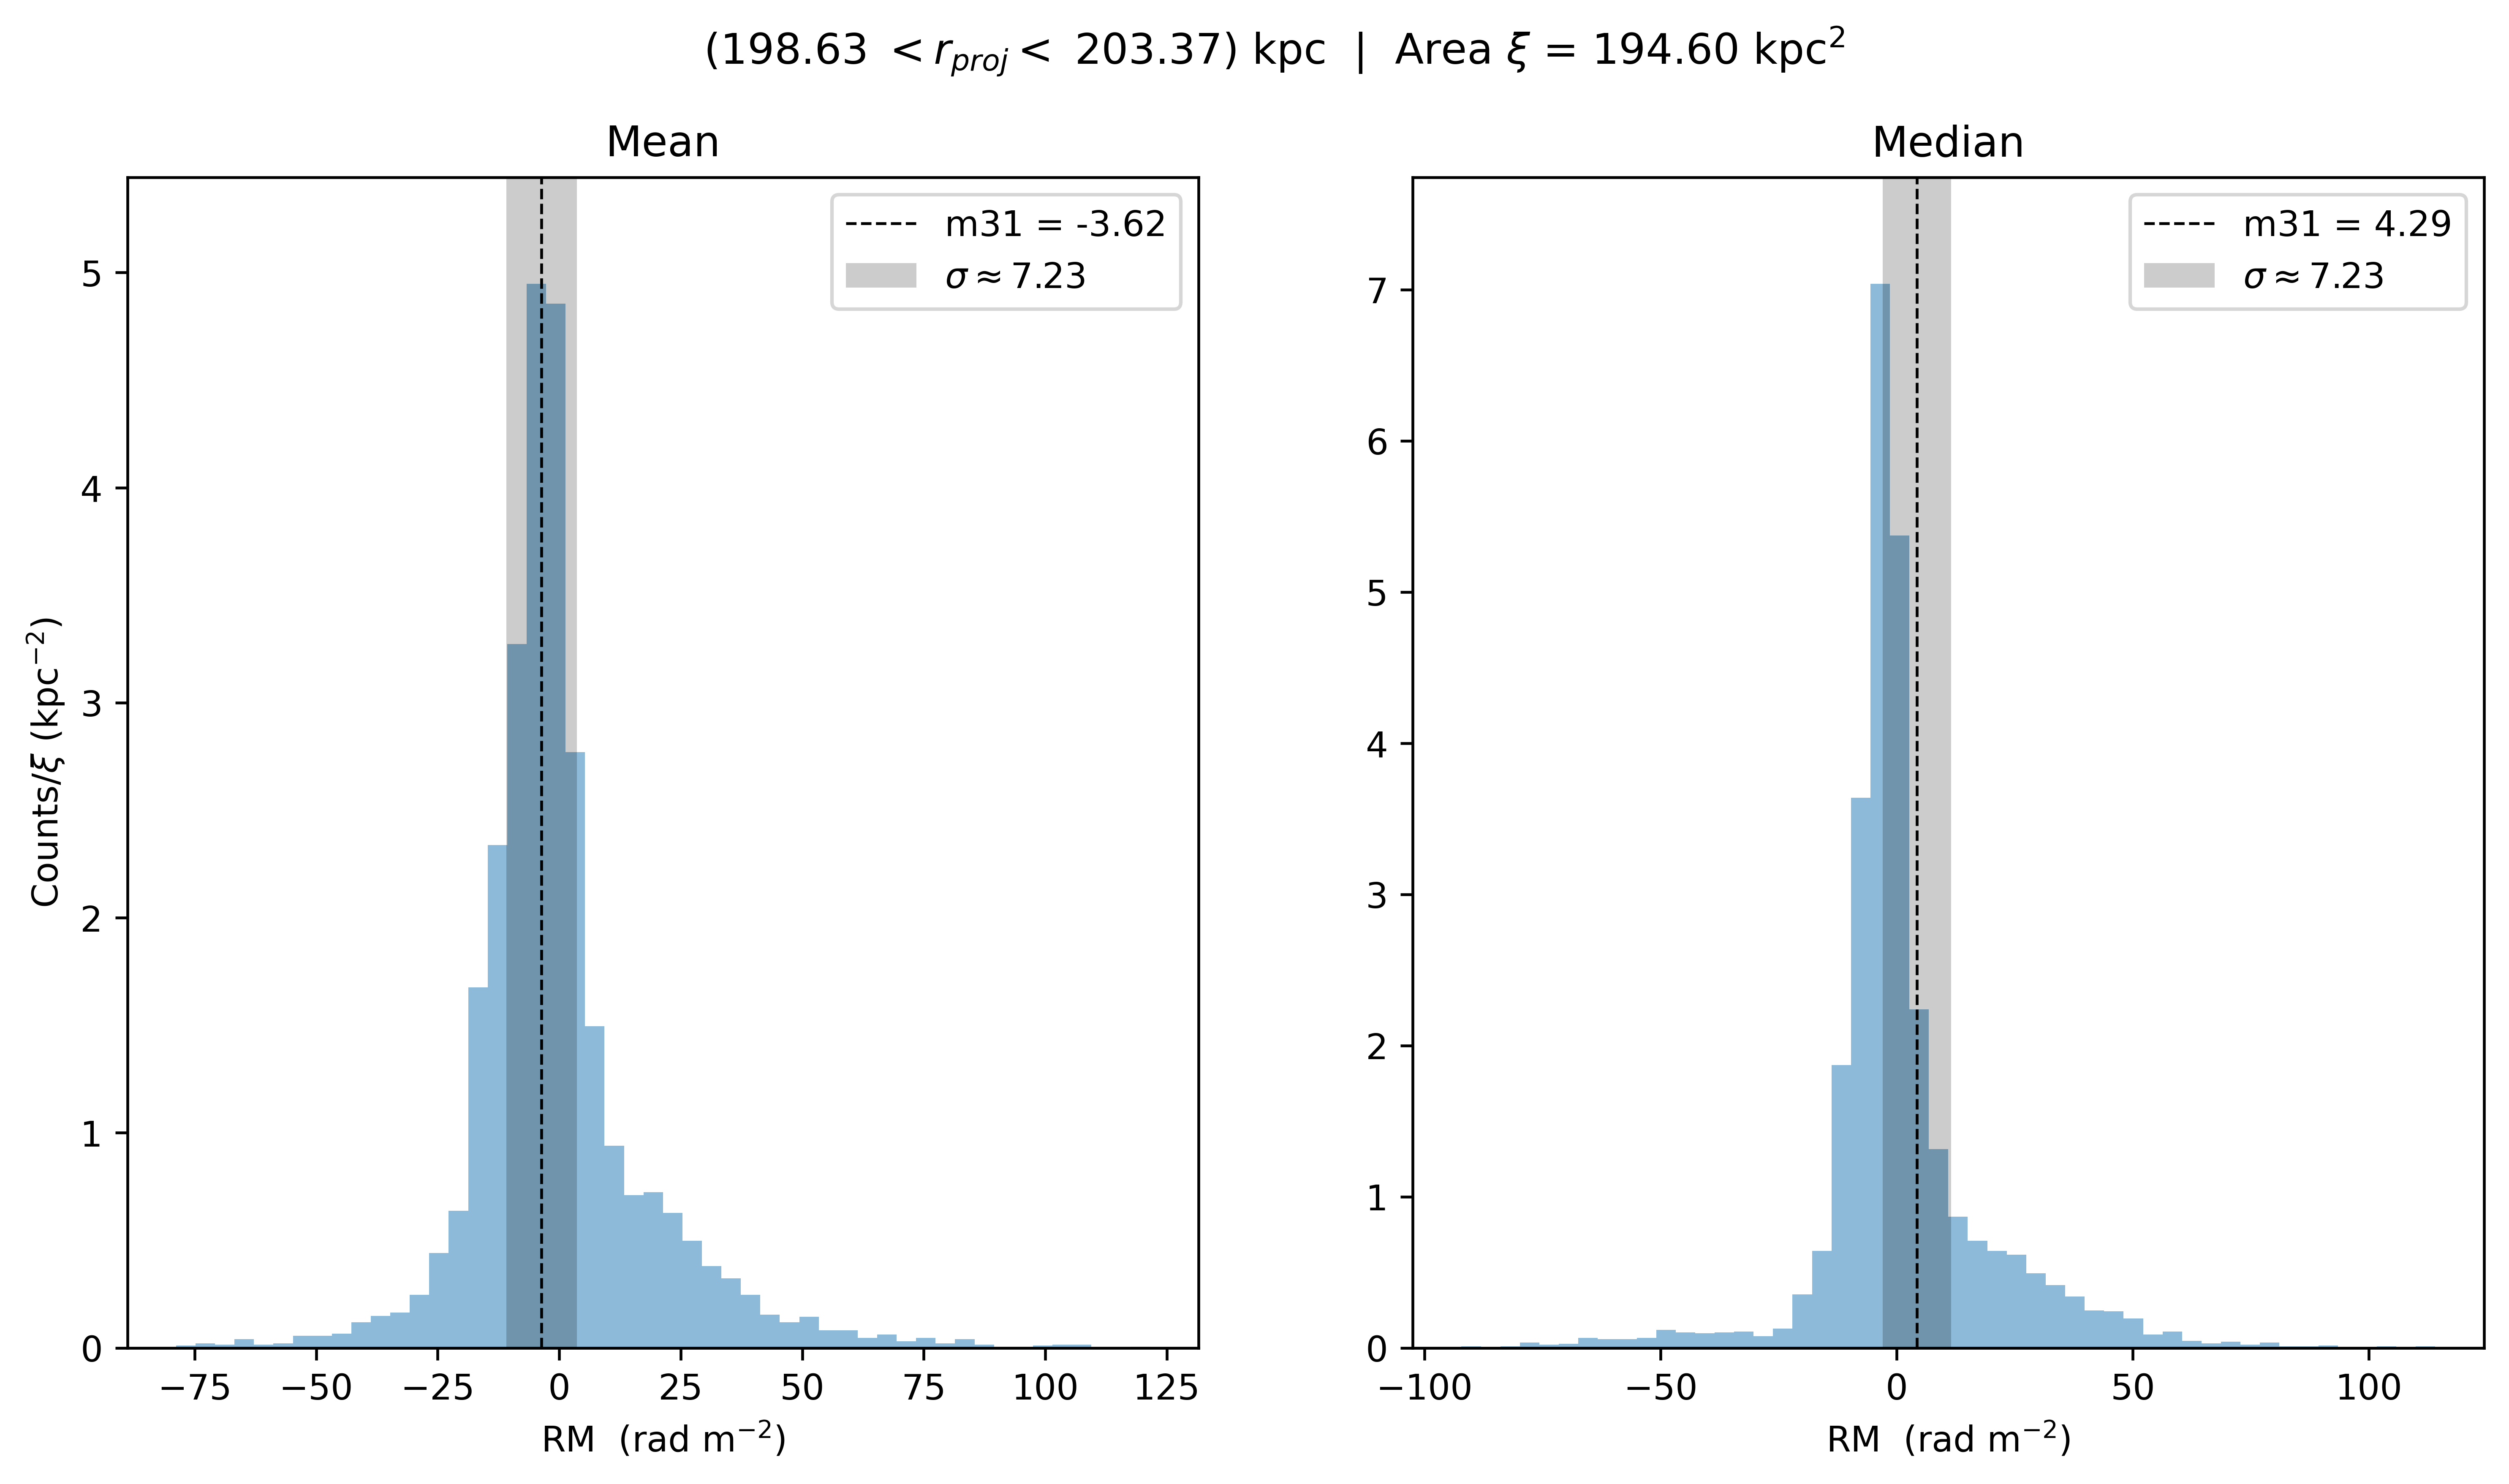 (198.63 < r_proj < 203.37) kpc | Area ξ = 194.60 kpc²
Mean
m31 = -3.62
σ ≈ 7.23
5
4
3
2
1
0
Counts/ξ (kpc⁻²)
−75 −50 −25 0 25 50 75 100 125
RM (rad m⁻²)
Median
m31 = 4.29
σ ≈ 7.23
7
6
5
4
3
2
1
0
−100 −50 0 50 100
RM (rad m⁻²)